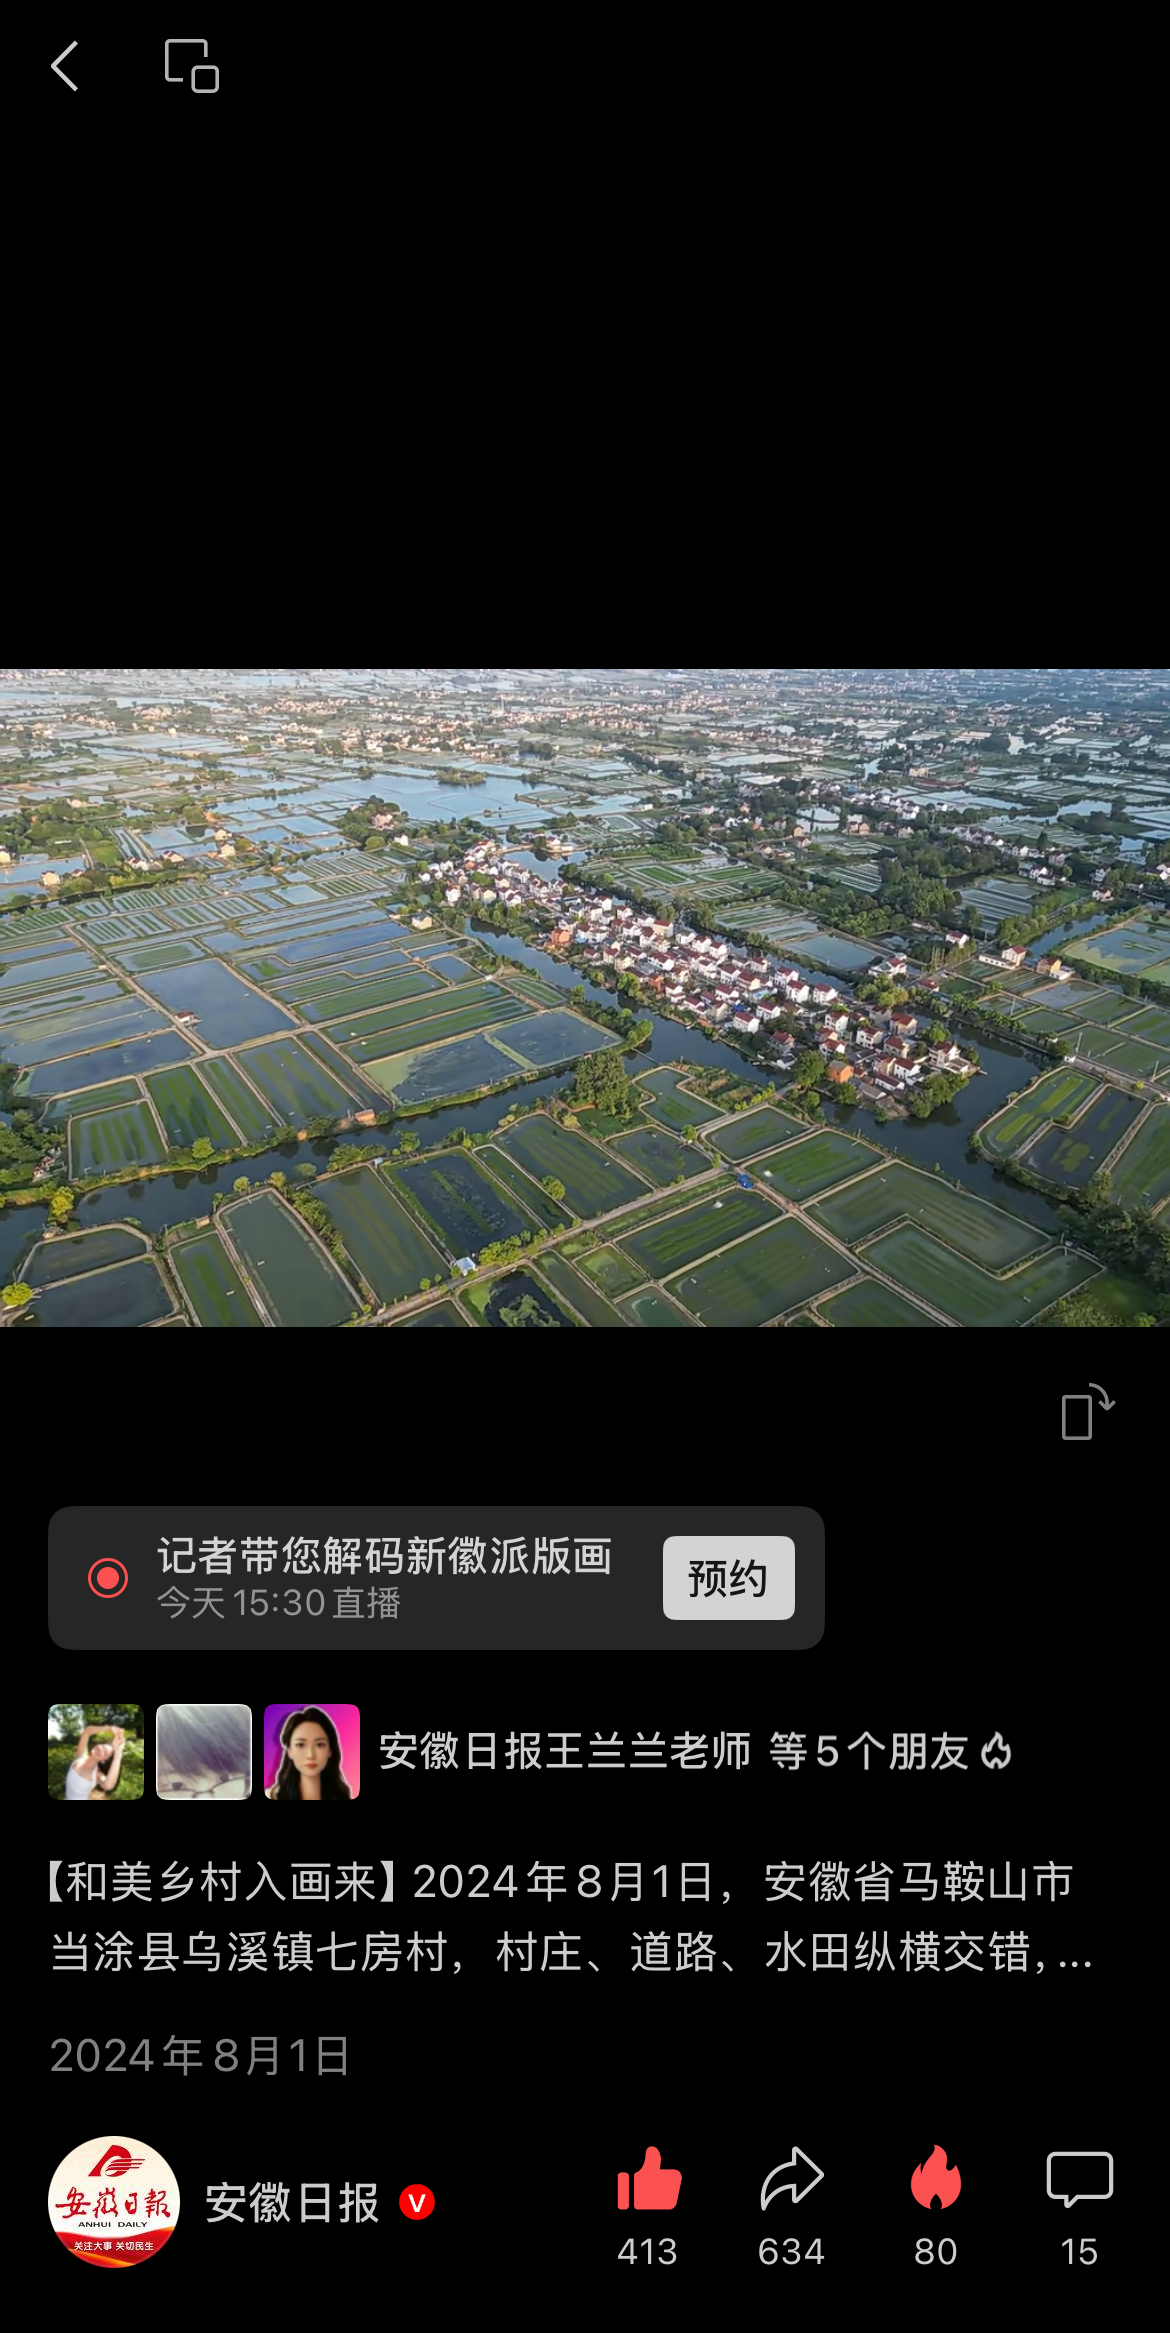 记者带您解码新徽派版画
今天15:30直播
预约
安徽日报王兰兰老师 等5个朋友
【和美乡村入画来】2024年8月1日，安徽省马鞍山市
当涂县乌溪镇七房村，村庄、道路、水田纵横交错，...
2024年8月1日
安徽日報
ANHUI DAILY
关注大事 关切民生
安徽日报
V
413
634
80
15